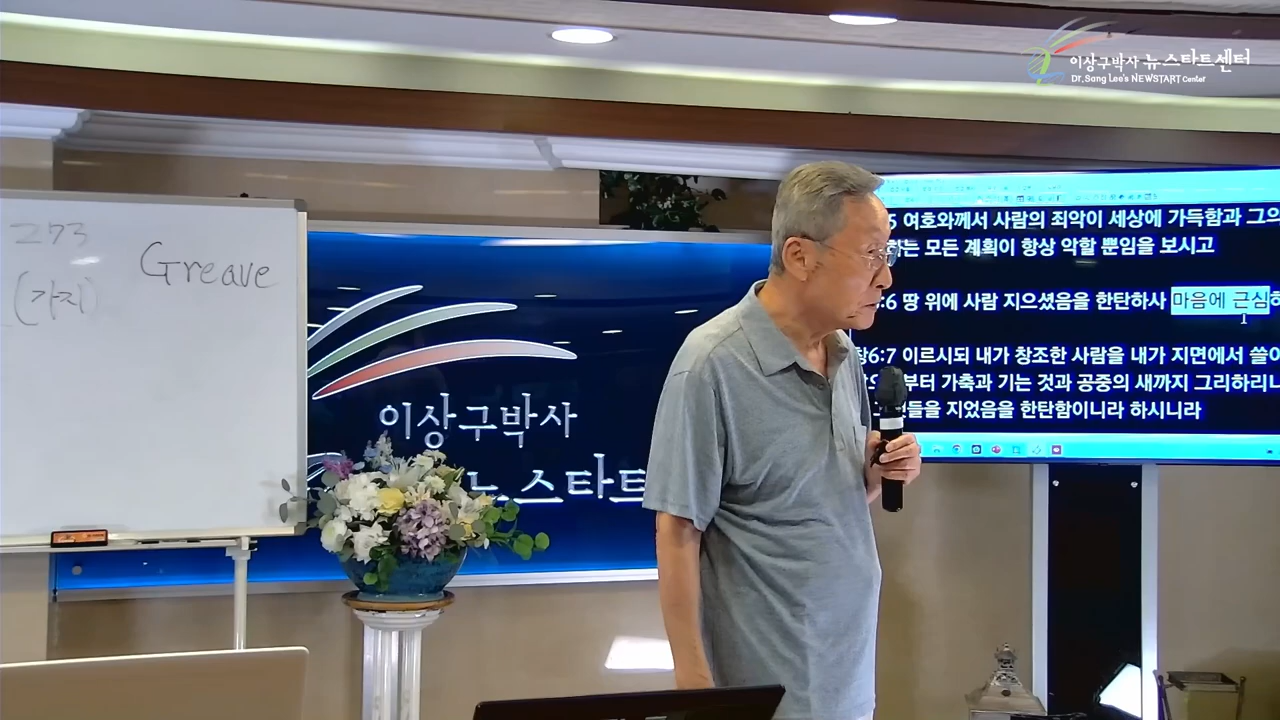 이상구박사 뉴스타트센터
Dr. Sang Lee's NEWSTART Center
273
(가지)
Greave
이상구박사
뉴스타트
5 여호와께서 사람의 죄악이 세상에 가득함과 그의
하는 모든 계획이 항상 악할 뿐임을 보시고
:6 땅 위에 사람 지으셨음을 한탄하사 마음에 근심하
창6:7 이르시되 내가 창조한 사람을 내가 지면에서 쓸어
부터 가축과 기는 것과 공중의 새까지 그리하리니
것들을 지었음을 한탄함이니라 하시니라